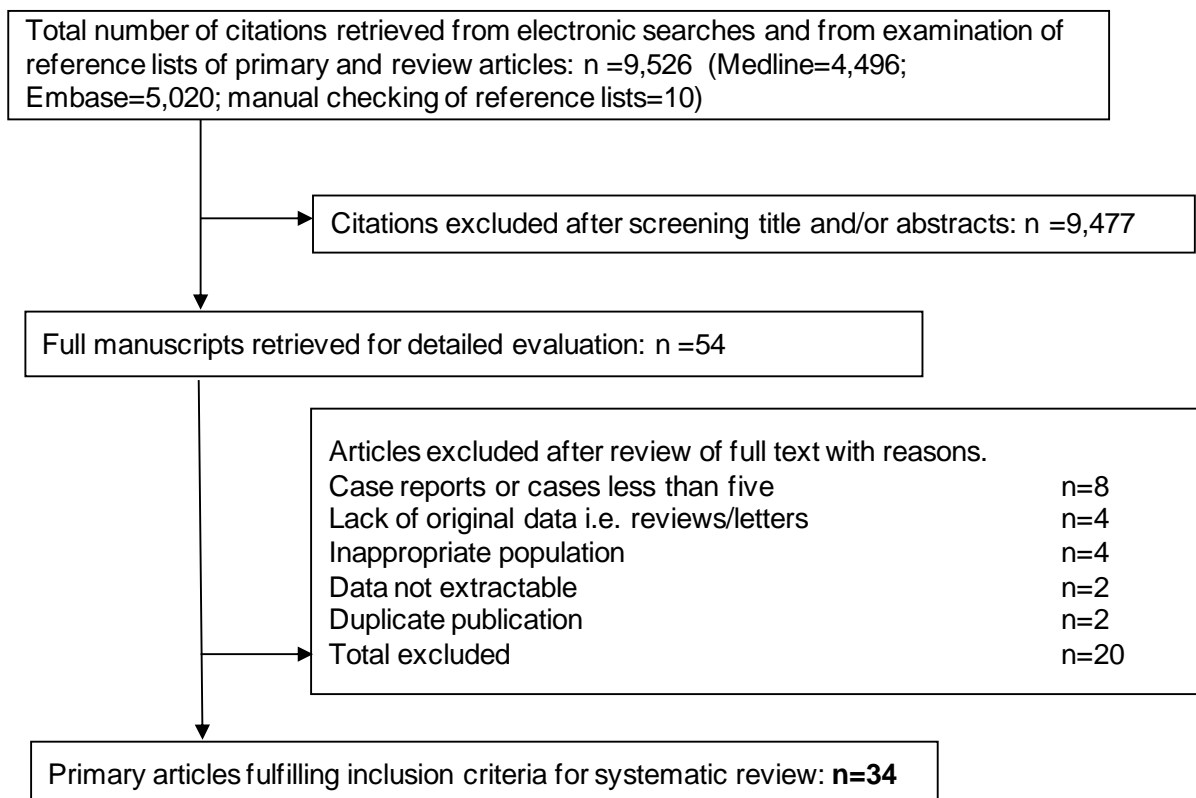 Total number of citations retrieved from electronic searches and from examination of
reference lists of primary and review articles: n =9,526 (Medline=4,496;
Embase=5,020; manual checking of reference lists=10)
Citations excluded after screening title and/or abstracts: n =9,477
Full manuscripts retrieved for detailed evaluation: n =54
Articles excluded after review of full text with reasons.
Case reports or cases less than five n=8
Lack of original data i.e. reviews/letters n=4
Inappropriate population n=4
Data not extractable n=2
Duplicate publication n=2
Total excluded n=20
Primary articles fulfilling inclusion criteria for systematic review: n=34